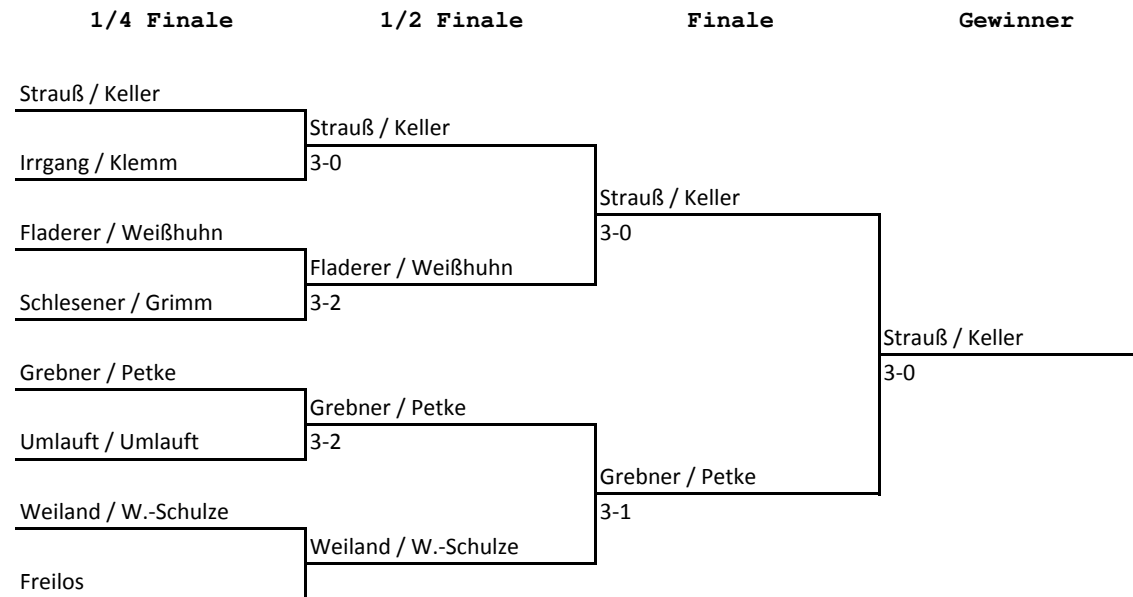 1/4 Finale 1/2 Finale Finale Gewinner
Strauß / Keller
Strauß / Keller
Irrgang / Klemm
3-0
Strauß / Keller
Fladerer / Weißhuhn
3-0
Fladerer / Weißhuhn
Schlesener / Grimm
3-2
Strauß / Keller
Grebner / Petke
3-0
Grebner / Petke
Umlauft / Umlauft
3-2
Grebner / Petke
Weiland / W.-Schulze
3-1
Weiland / W.-Schulze
Freilos